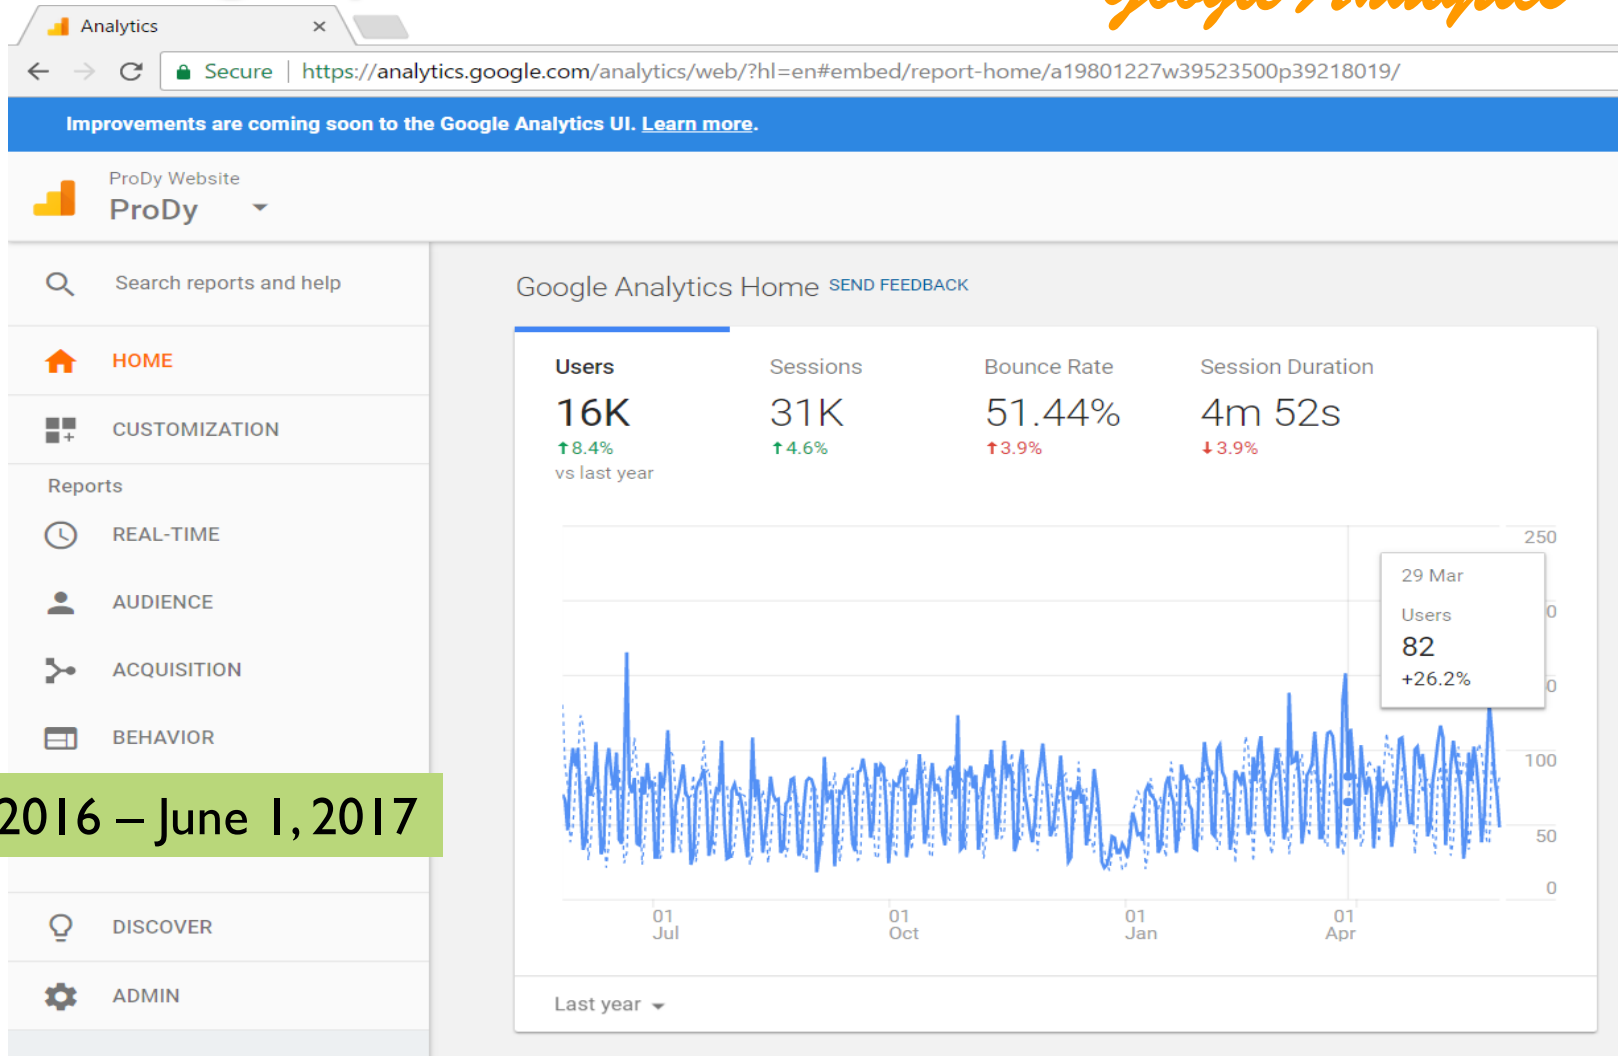 Google Analytics
Analytics
Secure | https://analytics.google.com/analytics/web/?hl=en#embed/report-home/a19801227w39523500p39218019/
Improvements are coming soon to the Google Analytics UI. Learn more.
ProDy Website
ProDy
Search reports and help
HOME
CUSTOMIZATION
Reports
REAL-TIME
AUDIENCE
ACQUISITION
BEHAVIOR
2016 – June 1, 2017
DISCOVER
ADMIN
Google Analytics Home SEND FEEDBACK
Users Sessions Bounce Rate Session Duration
16K 31K 51.44% 4m 52s
8.4% 4.6% 3.9% 3.9%
vs last year
250
29 Mar
Users
82
+26.2%
0
0
100
50
0
01 01 01 01
Jul Oct Jan Apr
Last year